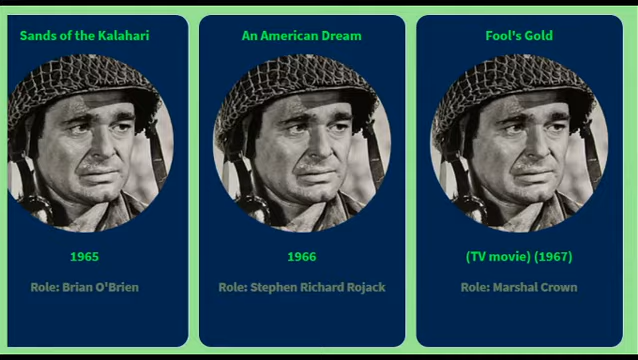 Sands of the Kalahari
1965
Role: Brian O'Brien
An American Dream
1966
Role: Stephen Richard Rojack
Fool's Gold
(TV movie) (1967)
Role: Marshal Crown